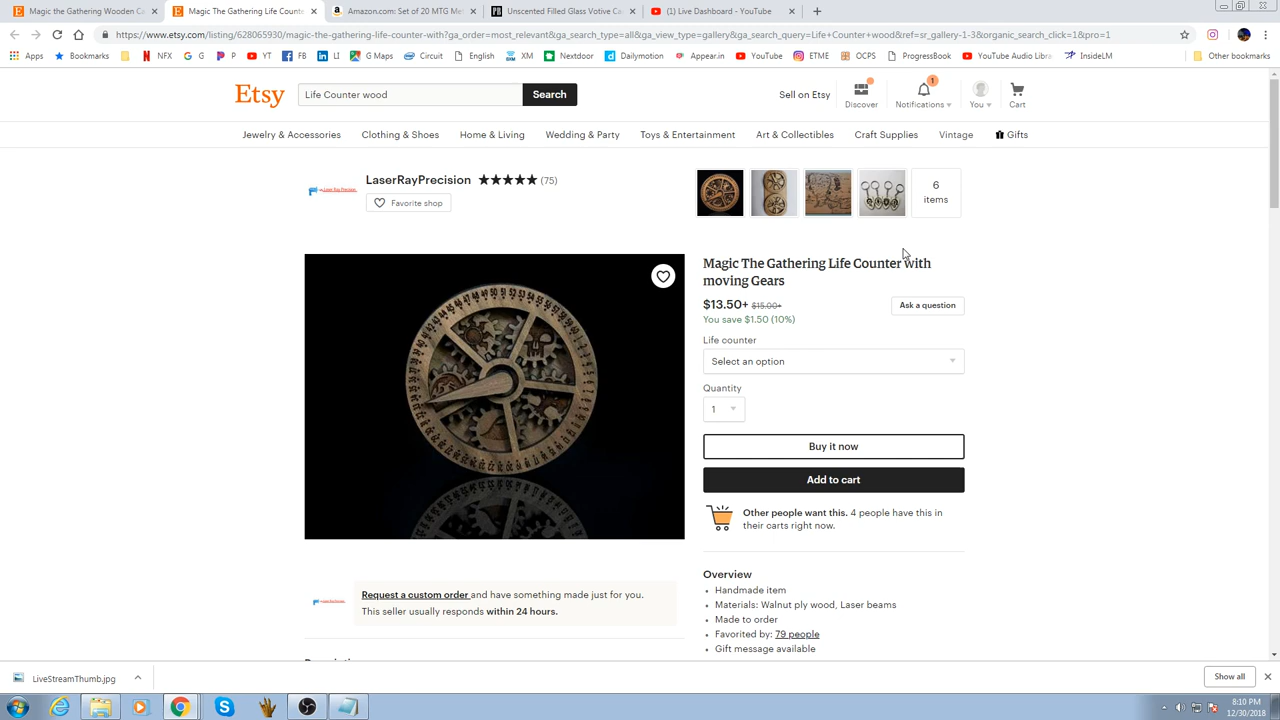 Magic the Gathering Wooden Ca
Magic The Gathering Life Counte
Amazon.com: Set of 20 MTG Met
Unscented Filled Glass Votive Ca
(1) Live Dashboard - YouTube
https://www.etsy.com/listing/628065930/magic-the-gathering-life-counter-with?ga_order=most_relevant&ga_search_type=all&ga_view_type=gallery&ga_search_query=Life+Counter+wood&ref=sr_gallery-1-3&organic_search_click=1&pro=1
Apps Bookmarks NFX G P YT FB LI G Maps Circuit English XM Nextdoor Dailymotion Appear.in YouTube ETME OCPS ProgressBook YouTube Audio Libra InsideLM Other bookmarks
Etsy Life Counter wood Search Sell on Etsy Discover 1 Notifications You Cart
Jewelry & Accessories Clothing & Shoes Home & Living Wedding & Party Toys & Entertainment Art & Collectibles Craft Supplies Vintage Gifts
LaserRayPrecision (75)
Favorite shop
6
items
Magic The Gathering Life Counter with
moving Gears
$13.50+ $15.00+
Ask a question
You save $1.50 (10%)
Life counter
Select an option
Quantity
1
Buy it now
Add to cart
Other people want this. 4 people have this in
their carts right now.
Request a custom order and have something made just for you.
This seller usually responds within 24 hours.
Overview
Handmade item
Materials: Walnut ply wood, Laser beams
Made to order
Favorited by: 79 people
Gift message available
LiveStreamThumb.jpg
Show all
8:10 PM
12/30/2018